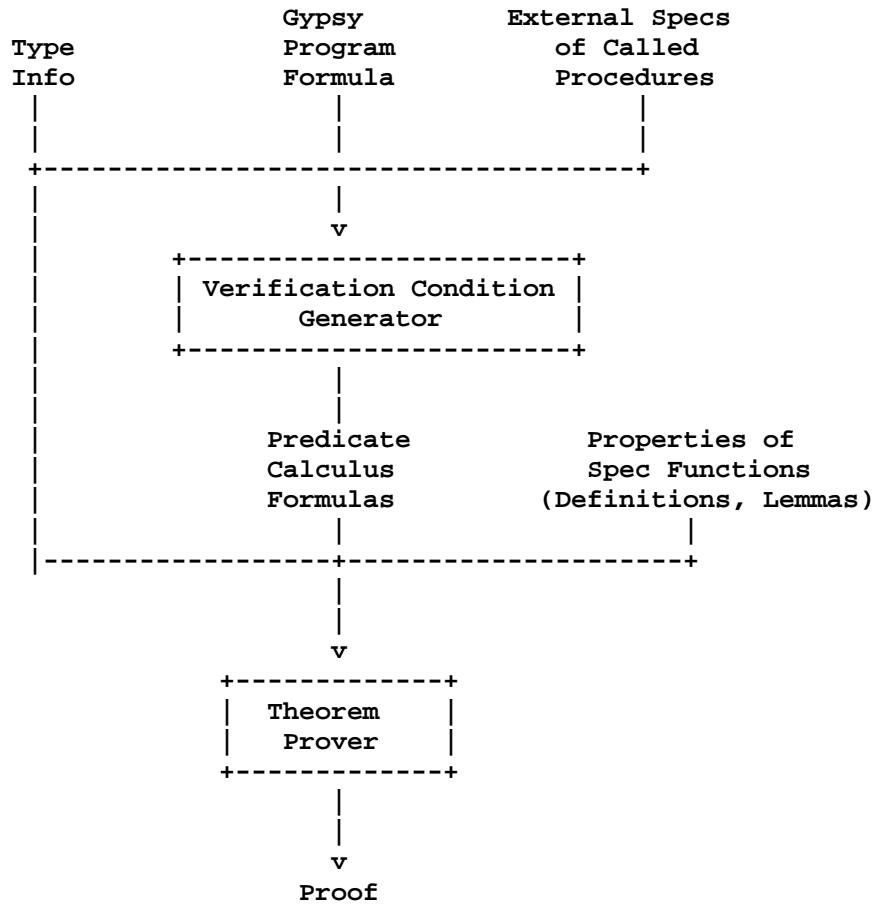 Gypsy External Specs
Type Program of Called
Info Formula Procedures
Verification Condition
Generator
Predicate Properties of
Calculus Spec Functions
Formulas (Definitions, Lemmas)
Theorem
Prover
Proof